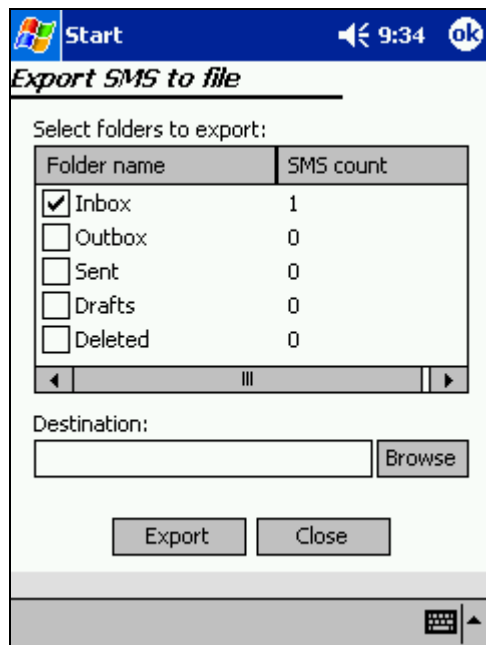 Start 9:34 ok
Export SMS to file
Select folders to export:
Folder name SMS count
Inbox 1
Outbox 0
Sent 0
Drafts 0
Deleted 0
Destination:
Browse
Export Close